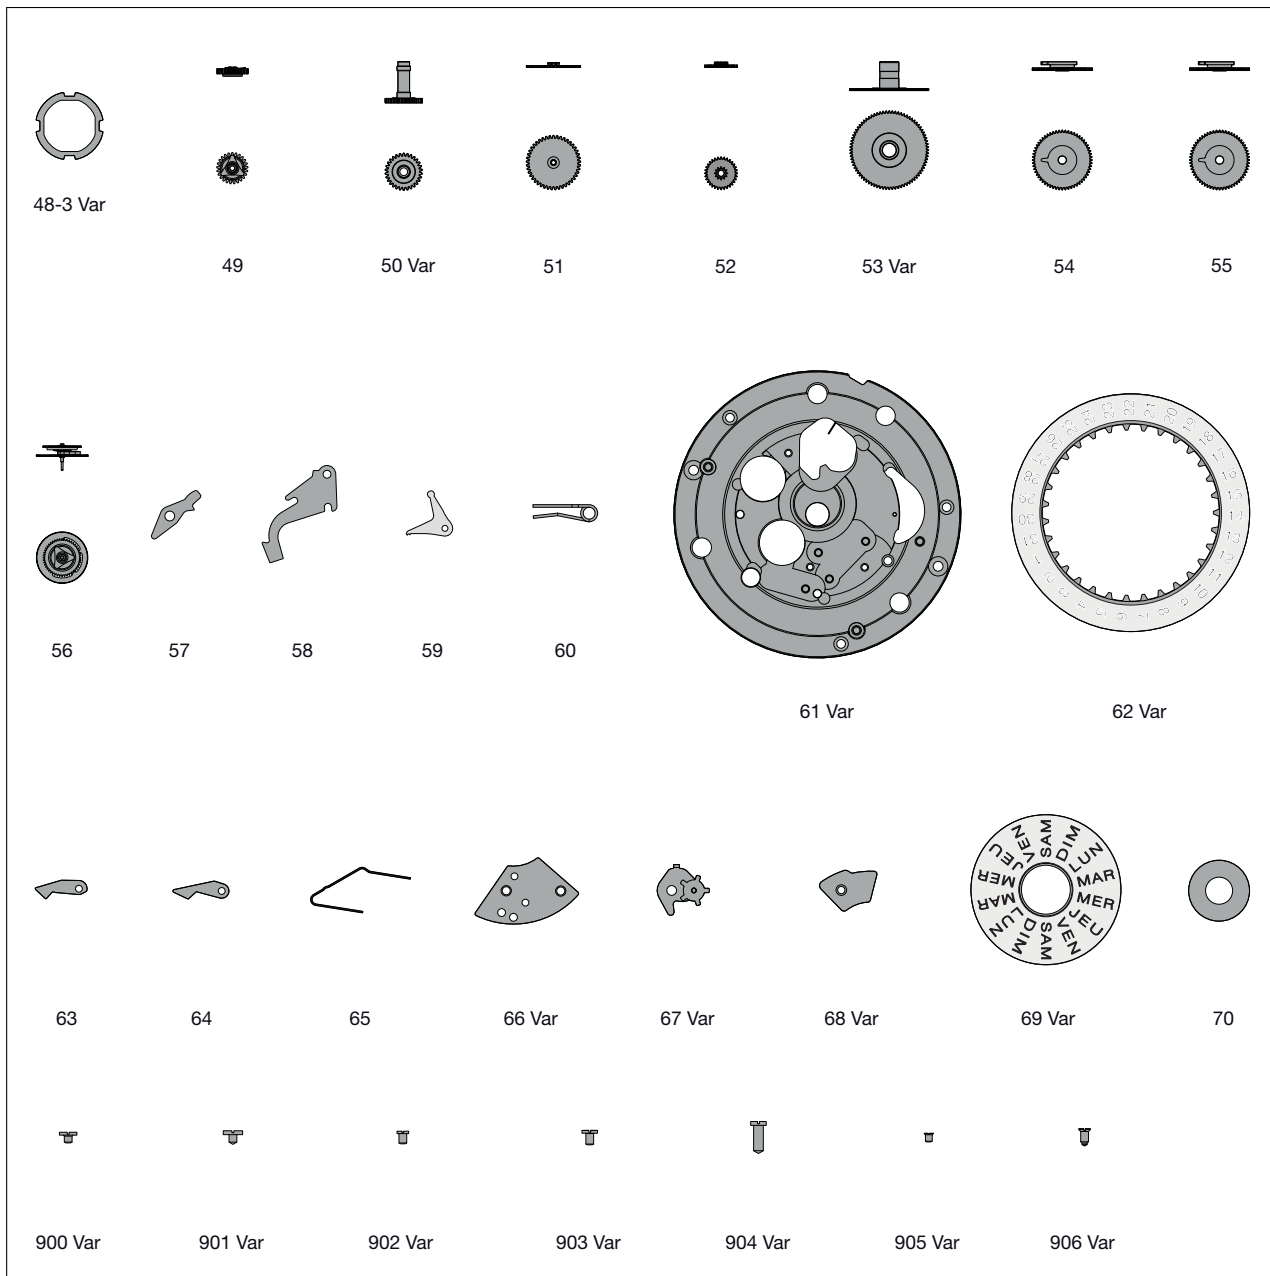 48-3 Var
49 50 Var 51 52 53 Var 54 55
56 57 58 59 60
61 Var 62 Var
SAM DIM LUN MAR MER JEU VEN SAM DIM LUN MAR MER JEU VEN
63 64 65 66 Var 67 Var 68 Var 69 Var 70
900 Var 901 Var 902 Var 903 Var 904 Var 905 Var 906 Var